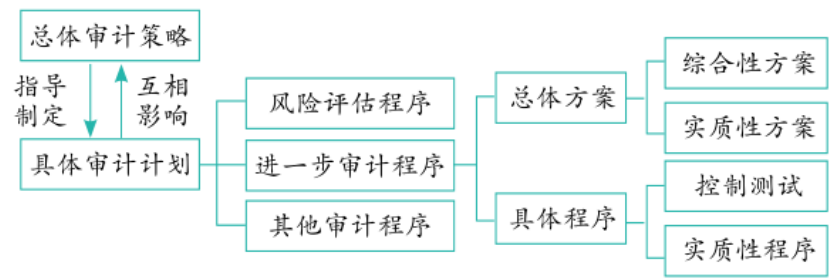 总体审计策略
指导
制定
互相
影响
具体审计计划
风险评估程序
进一步审计程序
其他审计程序
总体方案
具体程序
综合性方案
实质性方案
控制测试
实质性程序